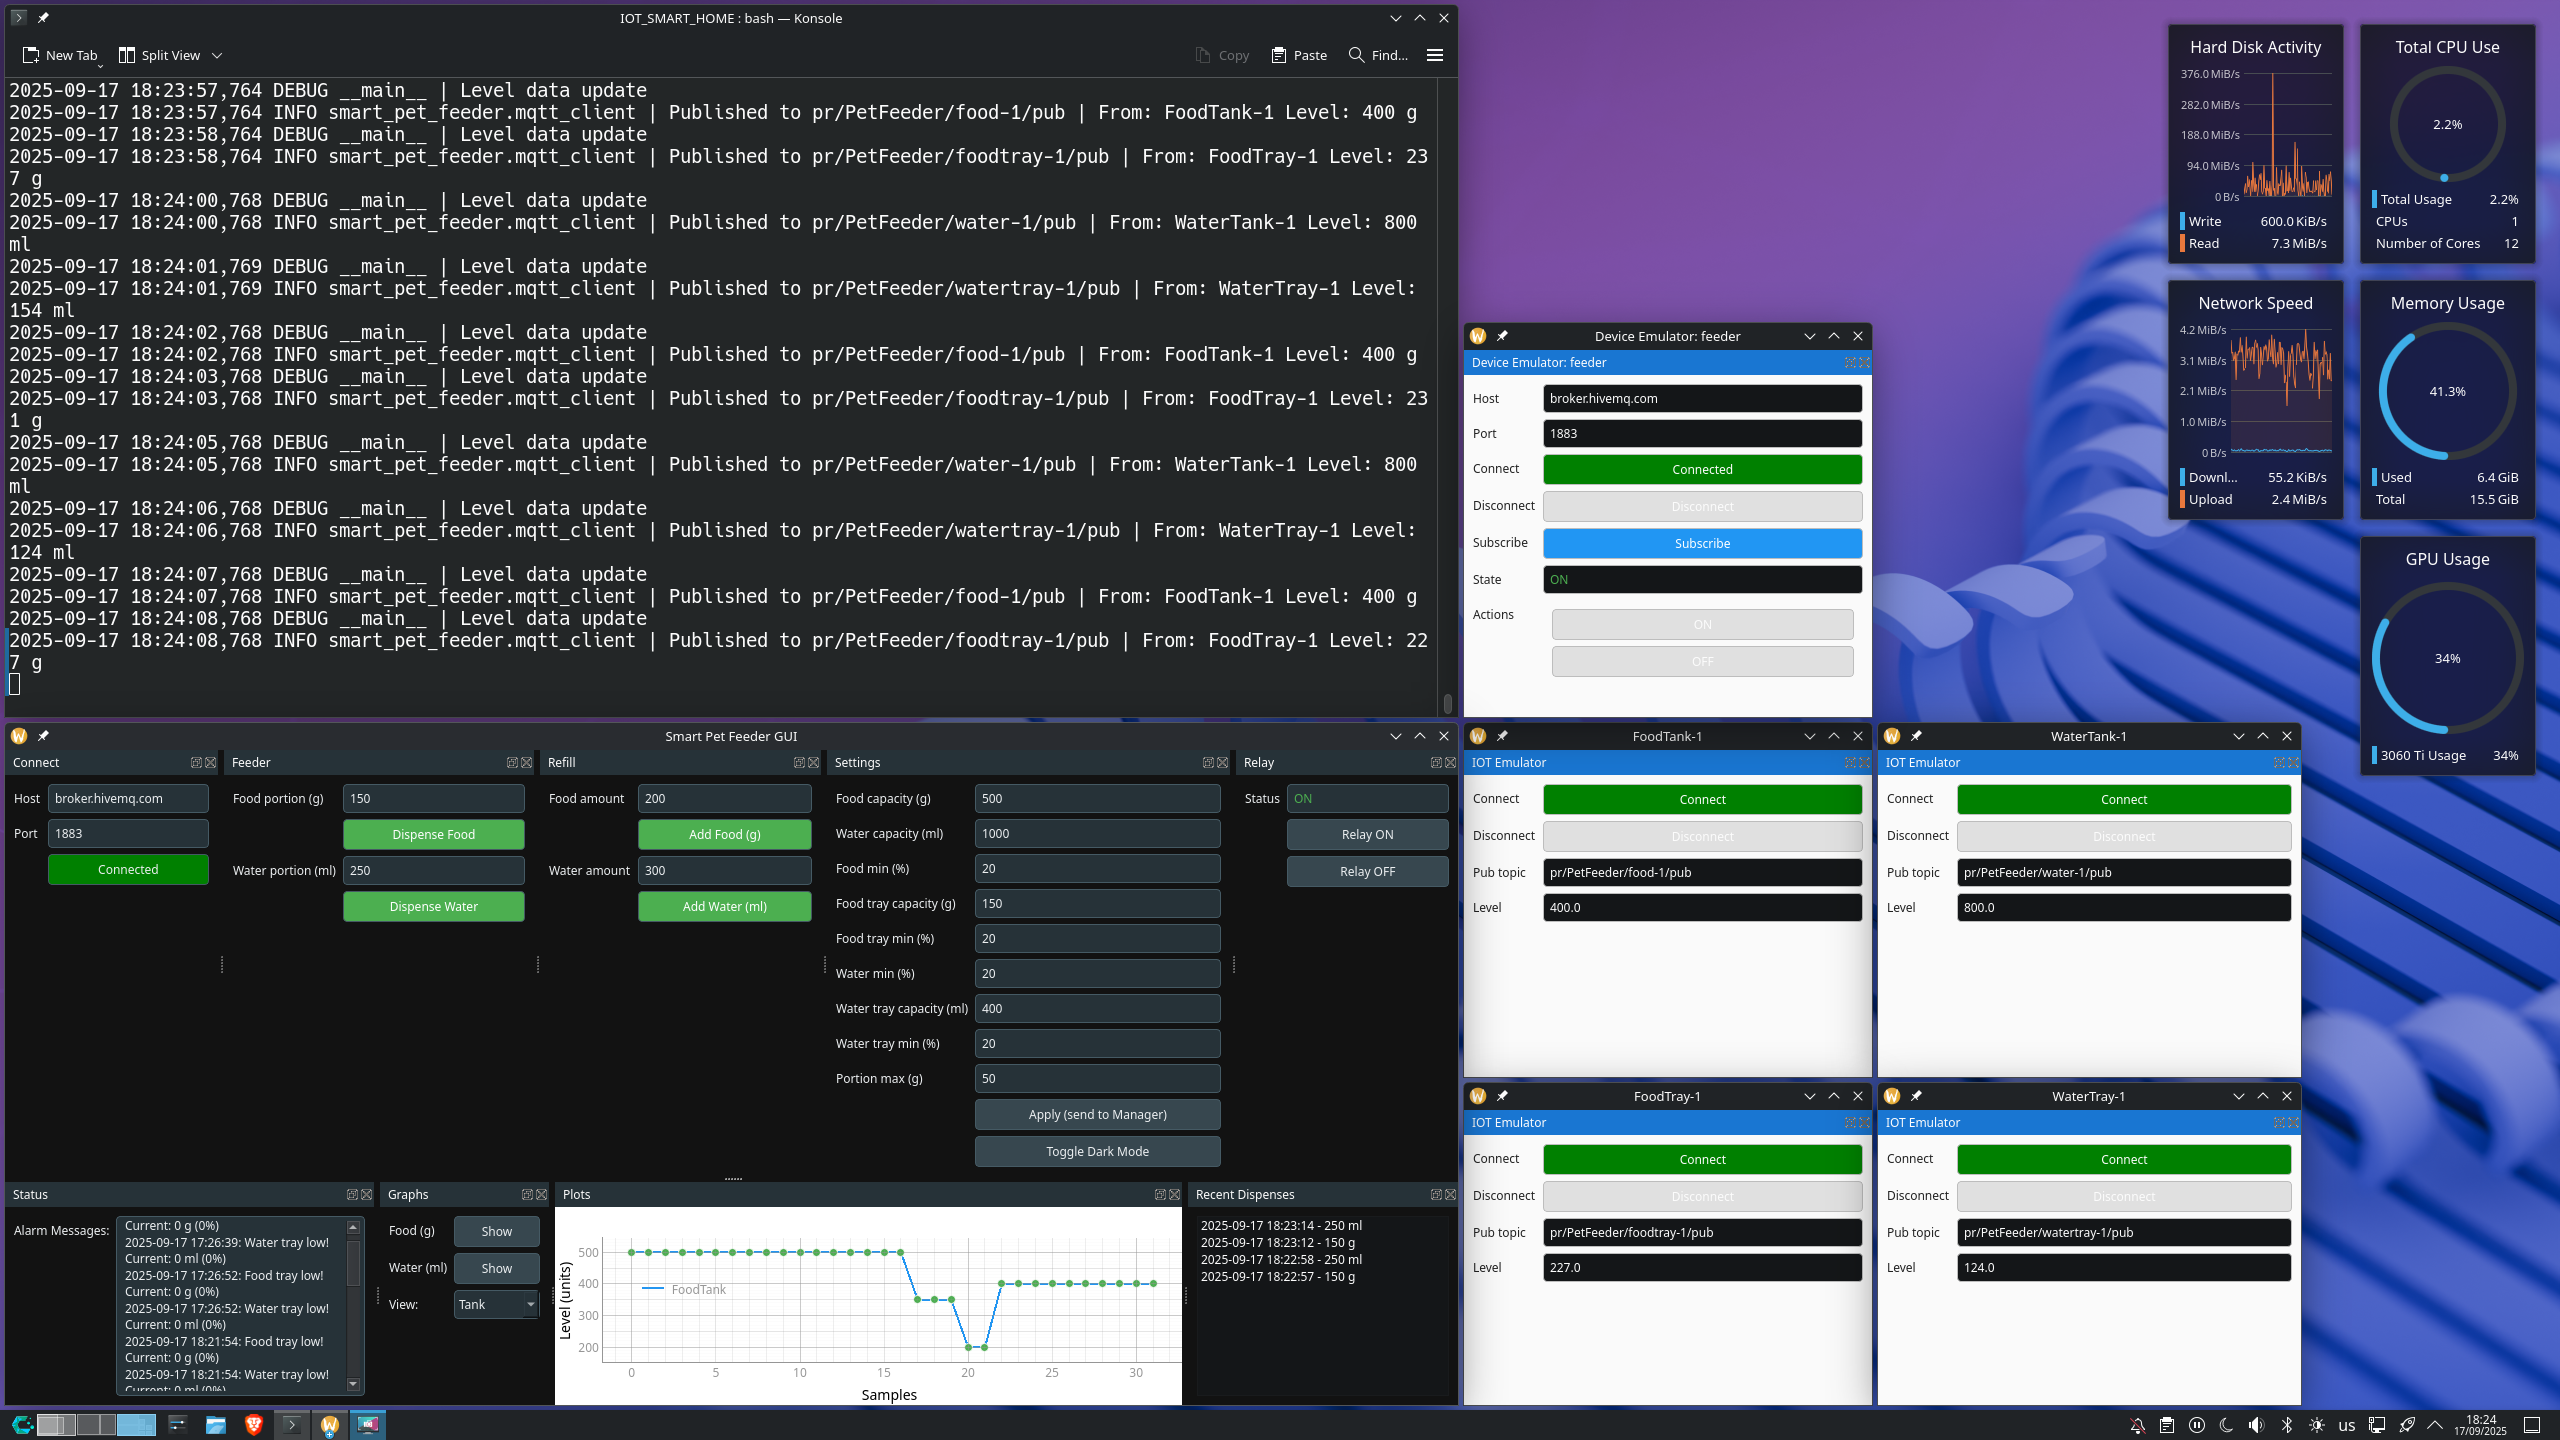 IOT_SMART_HOME : bash — Konsole
New Tab
Split View
Copy
Paste
Find...
2025-09-17 18:23:57,764 DEBUG __main__ | Level data update
2025-09-17 18:23:57,764 INFO smart_pet_feeder.mqtt_client | Published to pr/PetFeeder/food-1/pub | From: FoodTank-1 Level: 400 g
2025-09-17 18:23:58,764 DEBUG __main__ | Level data update
2025-09-17 18:23:58,764 INFO smart_pet_feeder.mqtt_client | Published to pr/PetFeeder/foodtray-1/pub | From: FoodTray-1 Level: 23
7 g
2025-09-17 18:24:00,768 DEBUG __main__ | Level data update
2025-09-17 18:24:00,768 INFO smart_pet_feeder.mqtt_client | Published to pr/PetFeeder/water-1/pub | From: WaterTank-1 Level: 800
ml
2025-09-17 18:24:01,769 DEBUG __main__ | Level data update
2025-09-17 18:24:01,769 INFO smart_pet_feeder.mqtt_client | Published to pr/PetFeeder/watertray-1/pub | From: WaterTray-1 Level:
154 ml
2025-09-17 18:24:02,768 DEBUG __main__ | Level data update
2025-09-17 18:24:02,768 INFO smart_pet_feeder.mqtt_client | Published to pr/PetFeeder/food-1/pub | From: FoodTank-1 Level: 400 g
2025-09-17 18:24:03,768 DEBUG __main__ | Level data update
2025-09-17 18:24:03,768 INFO smart_pet_feeder.mqtt_client | Published to pr/PetFeeder/foodtray-1/pub | From: FoodTray-1 Level: 23
1 g
2025-09-17 18:24:05,768 DEBUG __main__ | Level data update
2025-09-17 18:24:05,768 INFO smart_pet_feeder.mqtt_client | Published to pr/PetFeeder/water-1/pub | From: WaterTank-1 Level: 800
ml
2025-09-17 18:24:06,768 DEBUG __main__ | Level data update
2025-09-17 18:24:06,768 INFO smart_pet_feeder.mqtt_client | Published to pr/PetFeeder/watertray-1/pub | From: WaterTray-1 Level:
124 ml
2025-09-17 18:24:07,768 DEBUG __main__ | Level data update
2025-09-17 18:24:07,768 INFO smart_pet_feeder.mqtt_client | Published to pr/PetFeeder/food-1/pub | From: FoodTank-1 Level: 400 g
2025-09-17 18:24:08,768 DEBUG __main__ | Level data update
2025-09-17 18:24:08,768 INFO smart_pet_feeder.mqtt_client | Published to pr/PetFeeder/foodtray-1/pub | From: FoodTray-1 Level: 22
7 g
Hard Disk Activity
376.0 MiB/s
282.0 MiB/s
188.0 MiB/s
94.0 MiB/s
0 B/s
Write 600.0 KiB/s
Read 7.3 MiB/s
Total CPU Use
2.2%
Total Usage 2.2%
CPUs 1
Number of Cores 12
Network Speed
4.2 MiB/s
3.1 MiB/s
2.1 MiB/s
1.0 MiB/s
0 B/s
Downl... 55.2 KiB/s
Upload 2.4 MiB/s
Memory Usage
41.3%
Used 6.4 GiB
Total 15.5 GiB
GPU Usage
34%
3060 Ti Usage 34%
Device Emulator: feeder
Device Emulator: feeder
Host broker.hivemq.com
Port 1883
Connect Connected
Disconnect Disconnect
Subscribe Subscribe
State ON
Actions ON
OFF
Smart Pet Feeder GUI
Connect
Host broker.hivemq.com
Port 1883
Connected
Feeder
Food portion (g) 150
Dispense Food
Water portion (ml) 250
Dispense Water
Refill
Food amount 200
Add Food (g)
Water amount 300
Add Water (ml)
Settings
Food capacity (g) 500
Water capacity (ml) 1000
Food min (%) 20
Food tray capacity (g) 150
Food tray min (%) 20
Water min (%) 20
Water tray capacity (ml) 400
Water tray min (%) 20
Portion max (g) 50
Apply (send to Manager)
Toggle Dark Mode
Relay
Status ON
Relay ON
Relay OFF
Status
Alarm Messages:
Current: 0 g (0%)
2025-09-17 17:26:39: Water tray low!
Current: 0 ml (0%)
2025-09-17 17:26:52: Food tray low!
Current: 0 g (0%)
2025-09-17 17:26:52: Water tray low!
Current: 0 ml (0%)
2025-09-17 18:21:54: Food tray low!
Current: 0 g (0%)
2025-09-17 18:21:54: Water tray low!
Current: 0 ml (0%)
Graphs
Food (g) Show
Water (ml) Show
View: Tank
Plots
Level (units)
500
400
300
200
FoodTank
0 5 10 15 20 25 30
Samples
Recent Dispenses
2025-09-17 18:23:14 - 250 ml
2025-09-17 18:23:12 - 150 g
2025-09-17 18:22:58 - 250 ml
2025-09-17 18:22:57 - 150 g
FoodTank-1
IOT Emulator
Connect Connect
Disconnect Disconnect
Pub topic pr/PetFeeder/food-1/pub
Level 400.0
WaterTank-1
IOT Emulator
Connect Connect
Disconnect Disconnect
Pub topic pr/PetFeeder/water-1/pub
Level 800.0
FoodTray-1
IOT Emulator
Connect Connect
Disconnect Disconnect
Pub topic pr/PetFeeder/foodtray-1/pub
Level 227.0
WaterTray-1
IOT Emulator
Connect Connect
Disconnect Disconnect
Pub topic pr/PetFeeder/watertray-1/pub
Level 124.0
us
18:24
17/09/2025